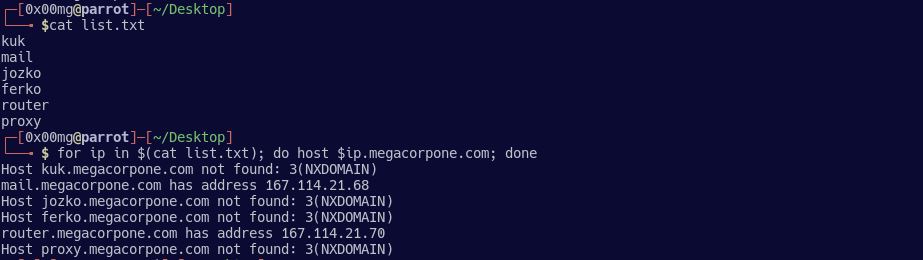 ┌─[0x00mg@parrot]─[~/Desktop]
└──╼ $cat list.txt
kuk
mail
jozko
ferko
router
proxy
┌─[0x00mg@parrot]─[~/Desktop]
└──╼ $ for ip in $(cat list.txt); do host $ip.megacorpone.com; done
Host kuk.megacorpone.com not found: 3(NXDOMAIN)
mail.megacorpone.com has address 167.114.21.68
Host jozko.megacorpone.com not found: 3(NXDOMAIN)
Host ferko.megacorpone.com not found: 3(NXDOMAIN)
router.megacorpone.com has address 167.114.21.70
Host proxy.megacorpone.com not found: 3(NXDOMAIN)